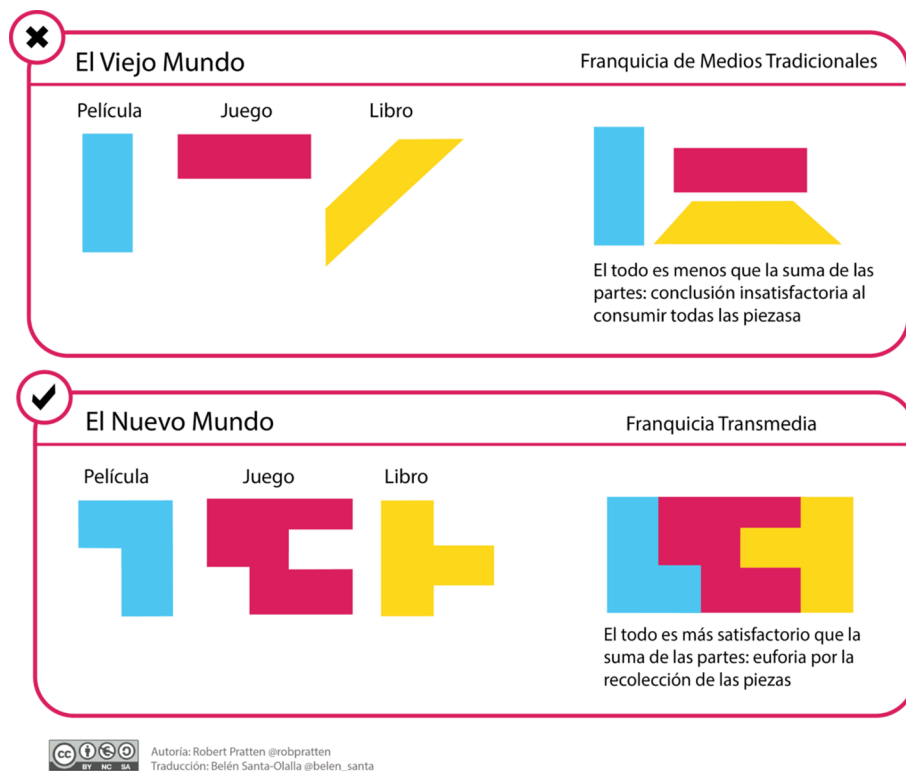 El Viejo Mundo
Franquicia de Medios Tradicionales
Película
Juego
Libro
El todo es menos que la suma de las
partes: conclusión insatisfactoria al
consumir todas las piezasa
El Nuevo Mundo
Franquicia Transmedia
Película
Juego
Libro
El todo es más satisfactorio que la
suma de las partes: euforia por la
recolección de las piezas
cc
BY NC SA
Autoría: Robert Pratten @robpratten
Traducción: Belén Santa-Olalla @belen_santa